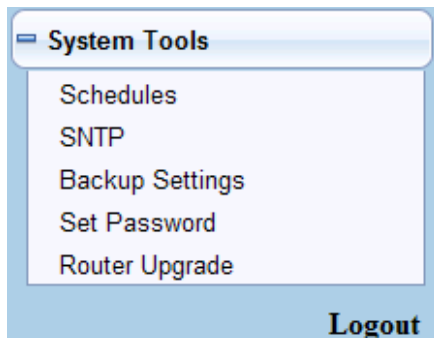 System Tools
Schedules
SNTP
Backup Settings
Set Password
Router Upgrade
Logout